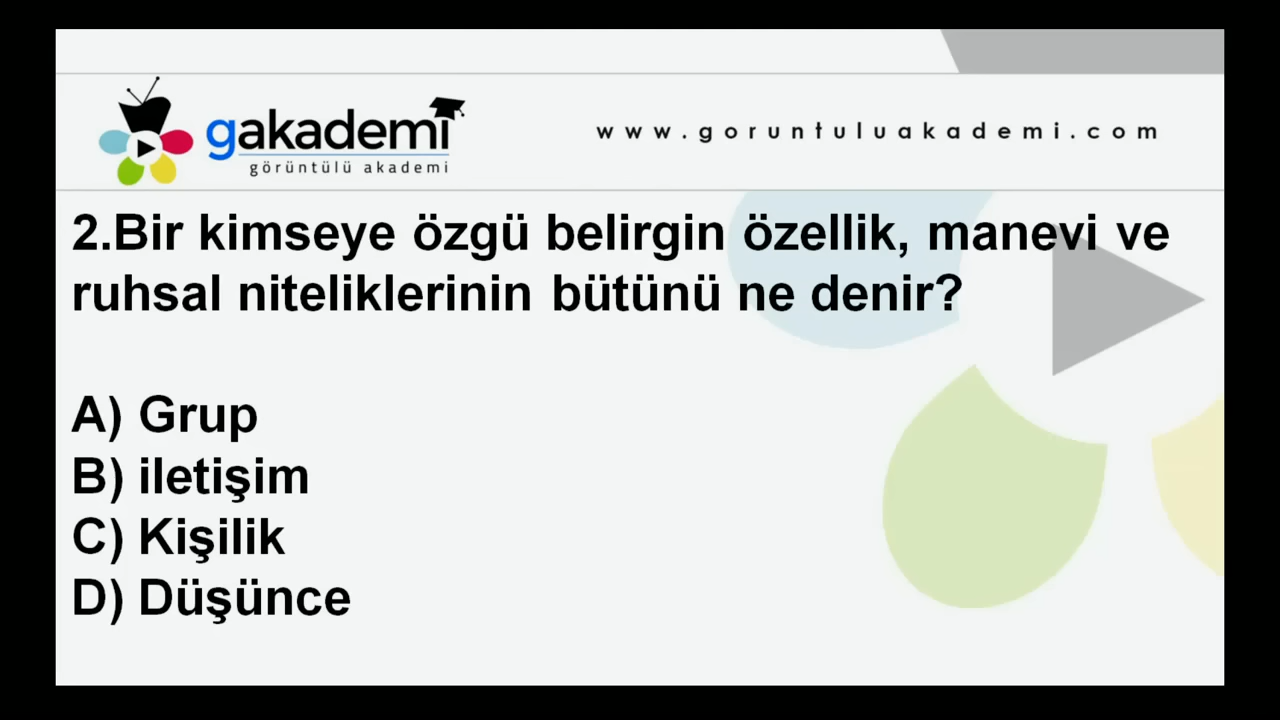 gakademi
görüntülü akademi
www.goruntuluakademi.com
2.Bir kimseye özgü belirgin özellik, manevi ve
ruhsal niteliklerinin bütünü ne denir?
A) Grup
B) iletişim
C) Kişilik
D) Düşünce